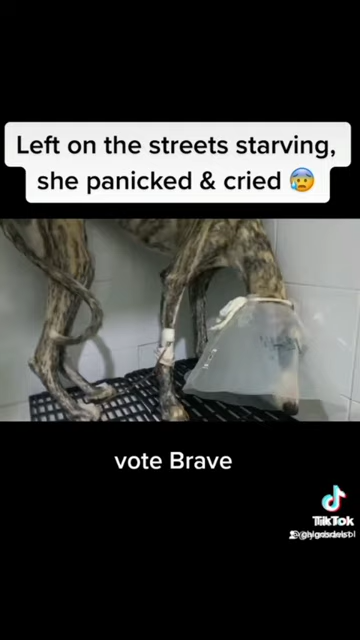 Left on the streets starving,
she panicked & cried 😰
vote Brave
TikTok